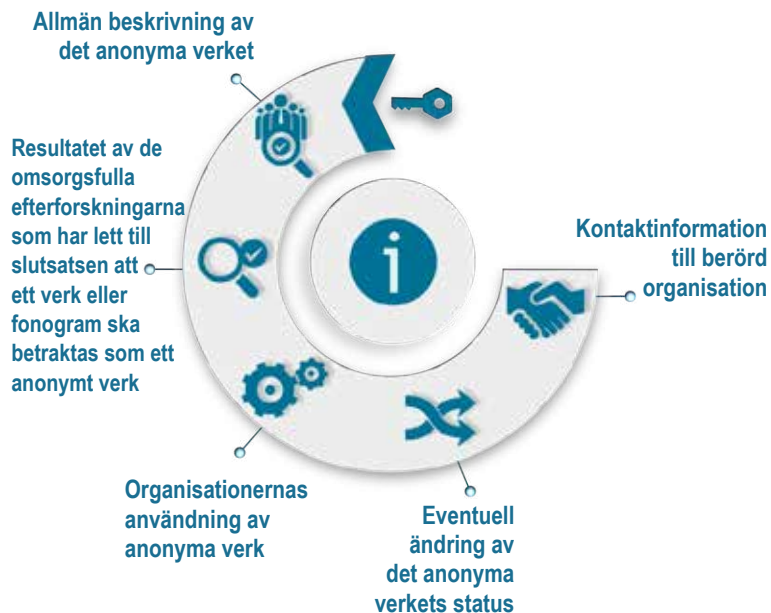 Allmän beskrivning av
det anonyma verket
Resultatet av de
omsorgsfulla
efterforskningarna
som har lett till
slutsatsen att
ett verk eller
fonogram ska
betraktas som ett
anonymt verk
Organisationernas
användning av
anonyma verk
Eventuell
ändring av
det anonyma
verkets status
Kontaktinformation
till berörd
organisation
i